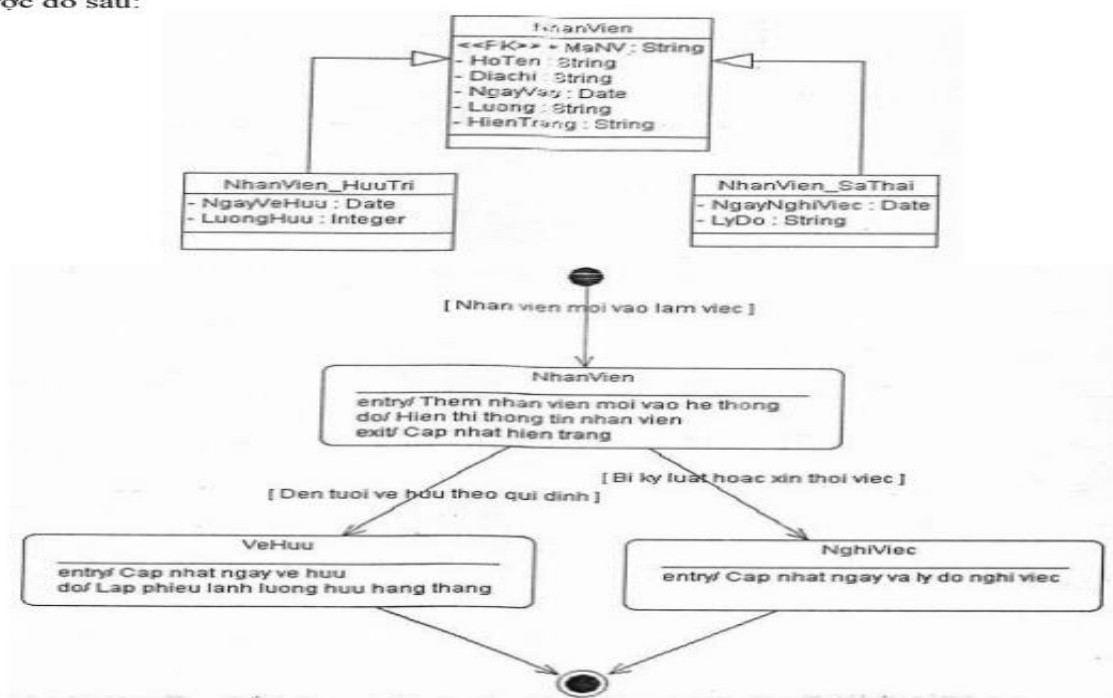 ợc đồ sau:
NhanVien
<<FK>> - MaNV : String
- HoTen : String
- Diachi : String
- NgayVao : Date
- Luong : String
- HienTrang : String
NhanVien_HuuTri
- NgayVeHuu : Date
- LuongHuu : Integer
NhanVien_SaThai
- NgayNghiViec : Date
- LyDo : String
[ Nhan vien moi vao lam viec ]
NhanVien
entry/ Them nhan vien moi vao he thong
do/ Hien thi thong tin nhan vien
exit/ Cap nhat hien trang
[ Den tuoi ve huu theo qui dinh ]
[ Bi ky luat hoac xin thoi viec ]
VeHuu
entry/ Cap nhat ngay ve huu
do/ Lap phieu lanh luong huu hang thang
NghiViec
entry/ Cap nhat ngay va ly do nghi viec